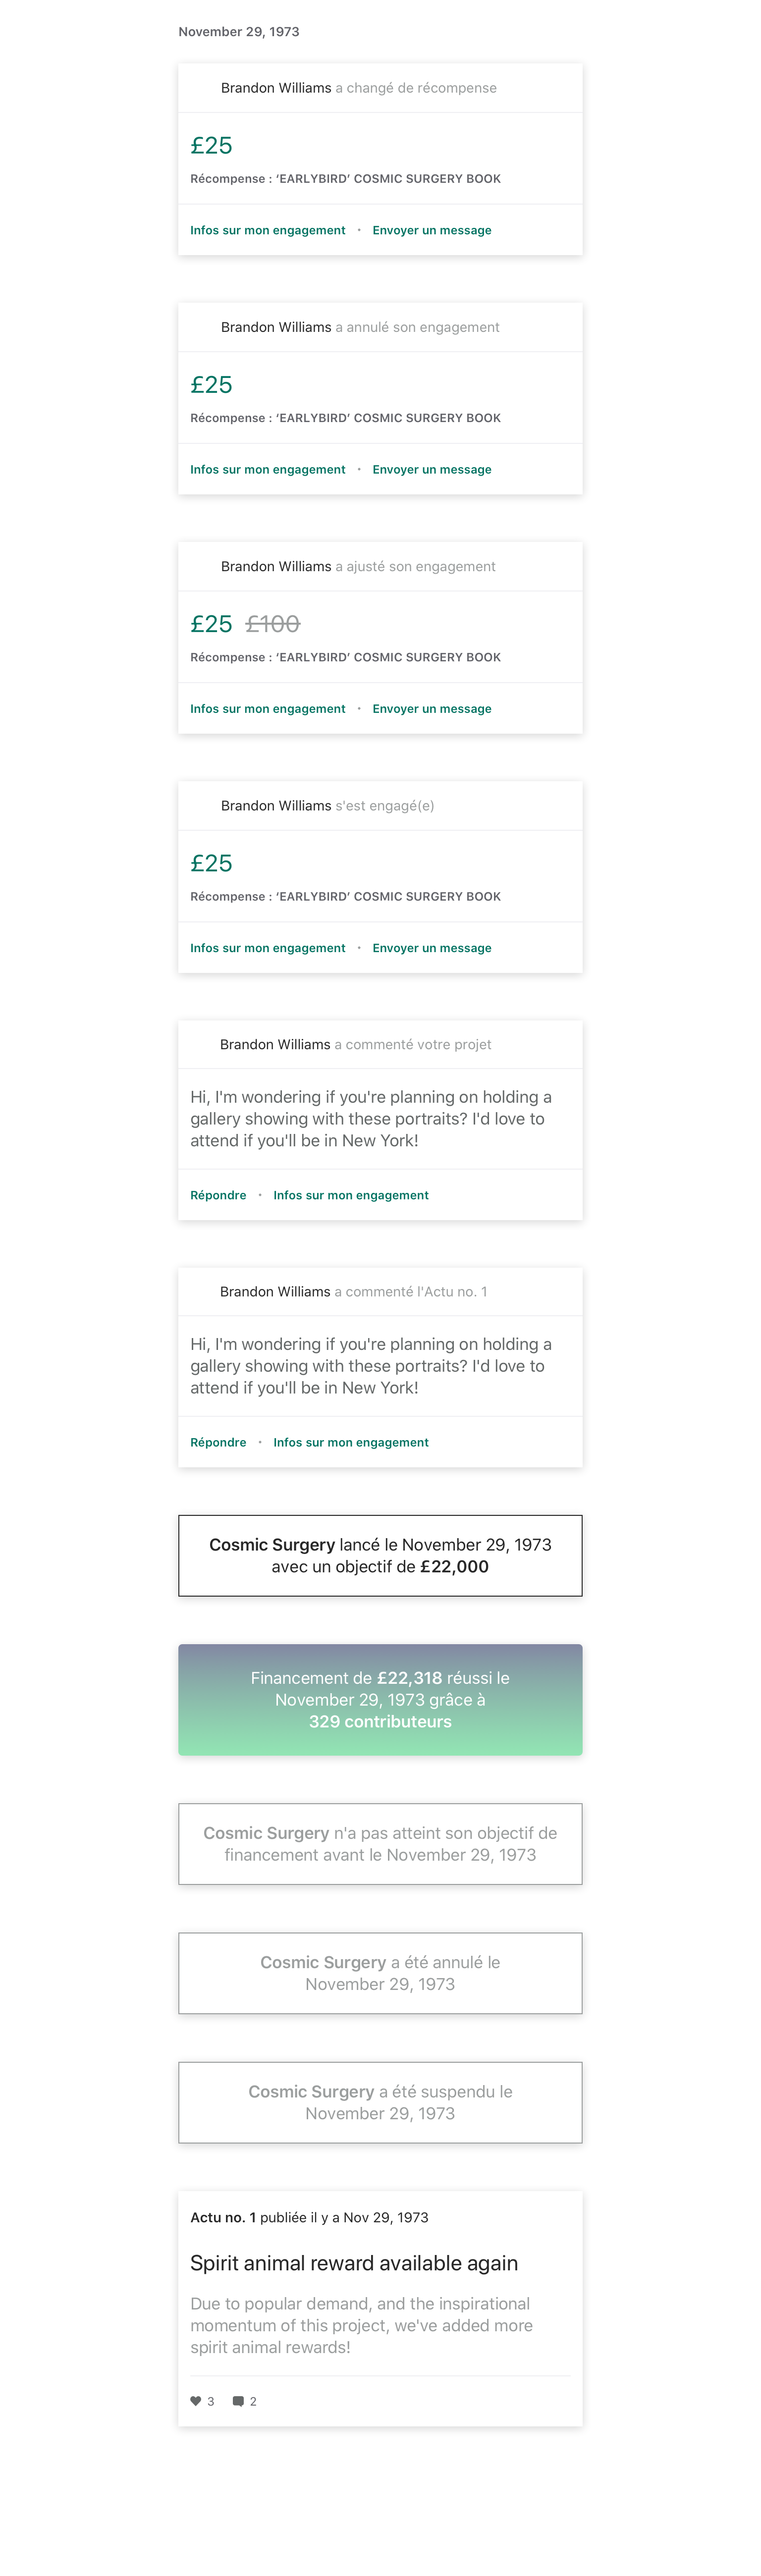 November 29, 1973
Brandon Williams a changé de récompense
£25
Récompense : ‘EARLYBIRD’ COSMIC SURGERY BOOK
Infos sur mon engagement • Envoyer un message
Brandon Williams a annulé son engagement
£25
Récompense : ‘EARLYBIRD’ COSMIC SURGERY BOOK
Infos sur mon engagement • Envoyer un message
Brandon Williams a ajusté son engagement
£25 £100
Récompense : ‘EARLYBIRD’ COSMIC SURGERY BOOK
Infos sur mon engagement • Envoyer un message
Brandon Williams s'est engagé(e)
£25
Récompense : ‘EARLYBIRD’ COSMIC SURGERY BOOK
Infos sur mon engagement • Envoyer un message
Brandon Williams a commenté votre projet
Hi, I'm wondering if you're planning on holding a
gallery showing with these portraits? I'd love to
attend if you'll be in New York!
Répondre • Infos sur mon engagement
Brandon Williams a commenté l'Actu no. 1
Hi, I'm wondering if you're planning on holding a
gallery showing with these portraits? I'd love to
attend if you'll be in New York!
Répondre • Infos sur mon engagement
Cosmic Surgery lancé le November 29, 1973
avec un objectif de £22,000
Financement de £22,318 réussi le
November 29, 1973 grâce à
329 contributeurs
Cosmic Surgery n'a pas atteint son objectif de
financement avant le November 29, 1973
Cosmic Surgery a été annulé le
November 29, 1973
Cosmic Surgery a été suspendu le
November 29, 1973
Actu no. 1 publiée il y a Nov 29, 1973
Spirit animal reward available again
Due to popular demand, and the inspirational
momentum of this project, we've added more
spirit animal rewards!
3 2